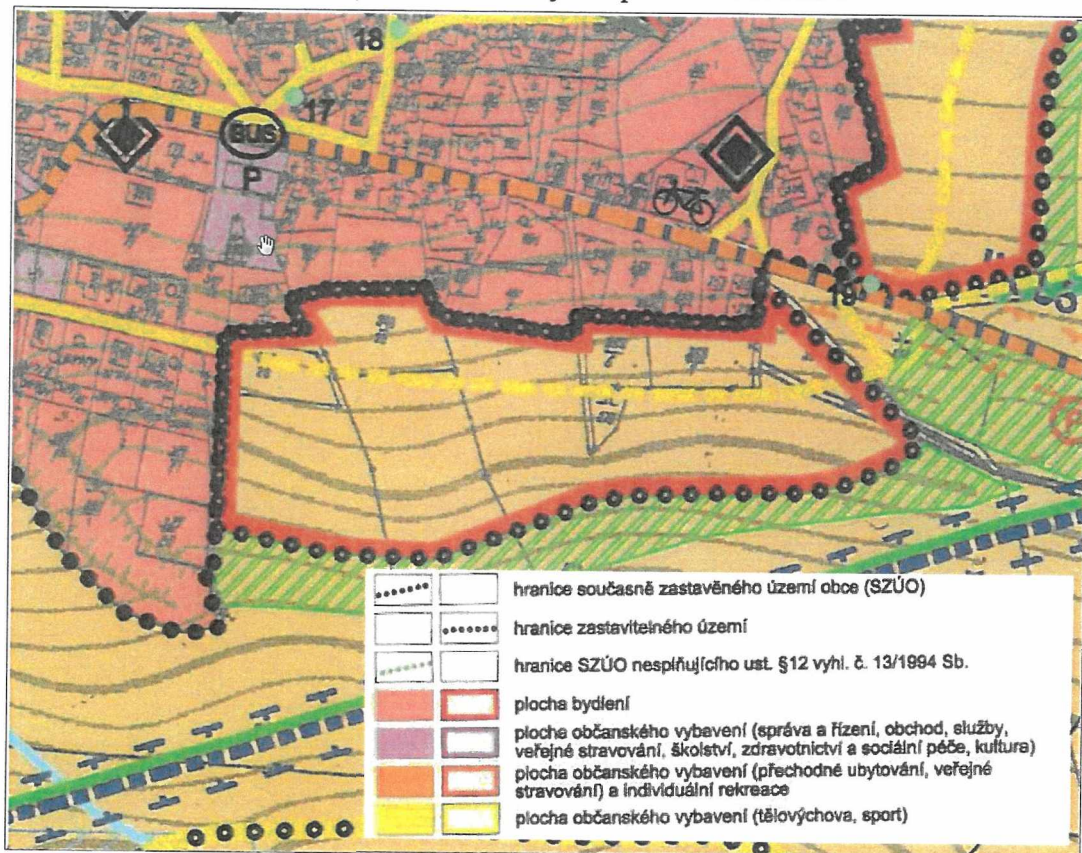 18
17
BUS
P
19
hranice současně zastavěného území obce (SZÚO)
hranice zastavitelného území
hranice SZÚO nesplňujícího ust. §12 vyhl. č. 13/1994 Sb.
plocha bydlení
plocha občanského vybavení (správa a řízení, obchod, služby,
veřejné stravování, školství, zdravotnictví a sociální péče, kultura)
plocha občanského vybavení (přechodné ubytování, veřejné
stravování) a individuální rekreace
plocha občanského vybavení (tělovýchova, sport)